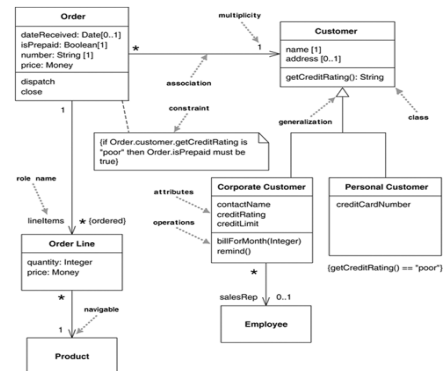 Order
dateReceived: Date[0..1]
isPrepaid: Boolean[1]
number: String [1]
price: Money
dispatch
close
multiplicity
*
1
association
constraint
Customer
name [1]
address [0..1]
getCreditRating(): String
generalization
class
{if Order.customer.getCreditRating is
"poor" then Order.isPrepaid must be
true}
1
role name
lineItems
* {ordered}
Order Line
quantity: Integer
price: Money
*
navigable
1
Product
attributes
operations
Corporate Customer
contactName
creditRating
creditLimit
billForMonth(Integer)
remind()
*
salesRep 0..1
Employee
Personal Customer
creditCardNumber
{getCreditRating() == "poor"}